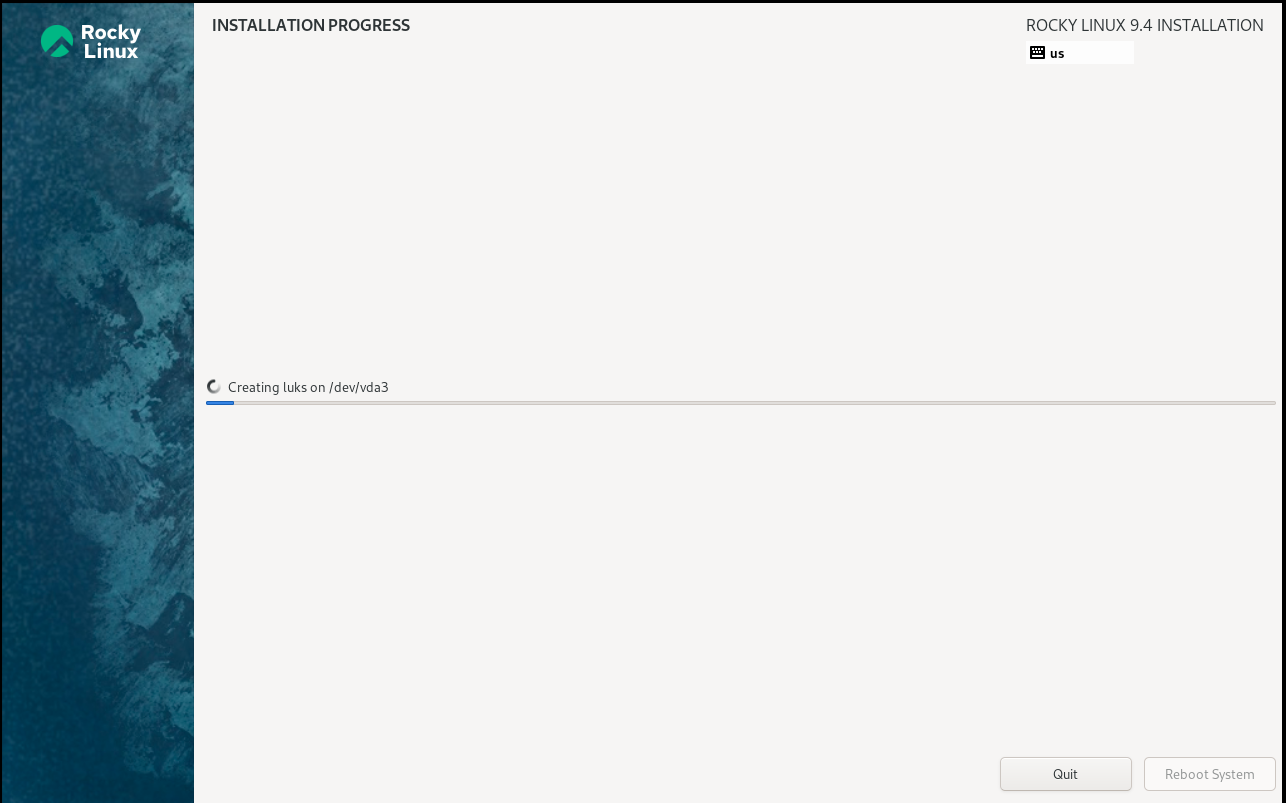 Rocky
Linux
INSTALLATION PROGRESS
ROCKY LINUX 9.4 INSTALLATION
us
Creating luks on /dev/vda3
Quit
Reboot System